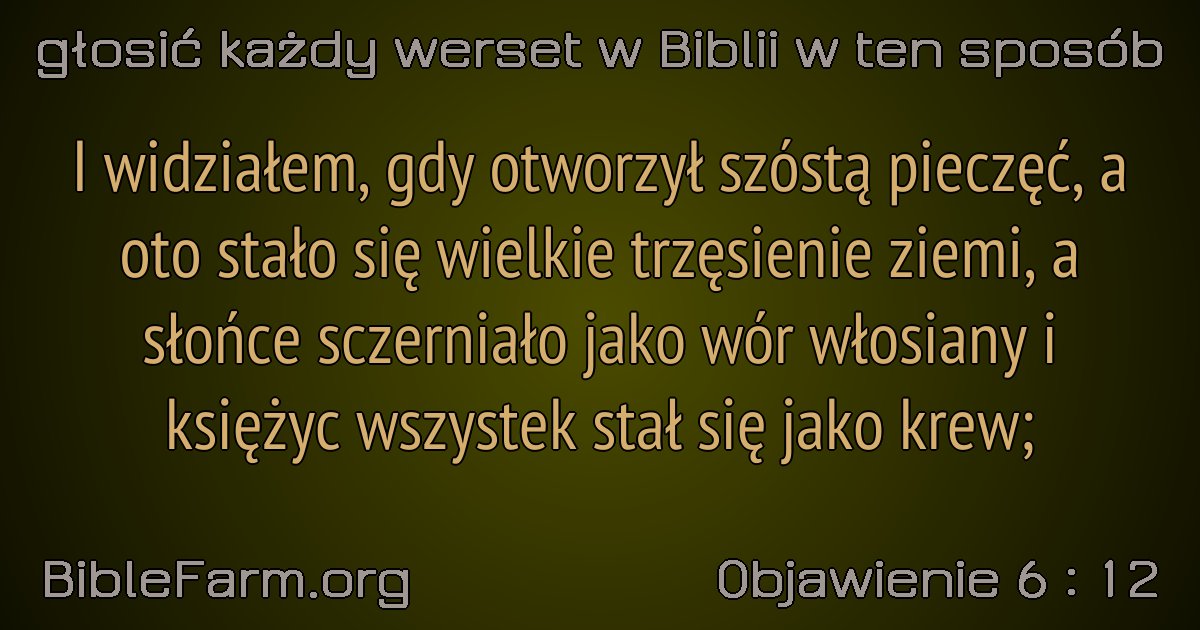 głosić każdy werset w Biblii w ten sposób
I widziałem, gdy otworzył szóstą pieczęć, a
oto stało się wielkie trzęsienie ziemi, a
słońce sczerniało jako wór włosiany i
księżyc wszystek stał się jako krew;
BibleFarm.org
Objawienie 6 : 12